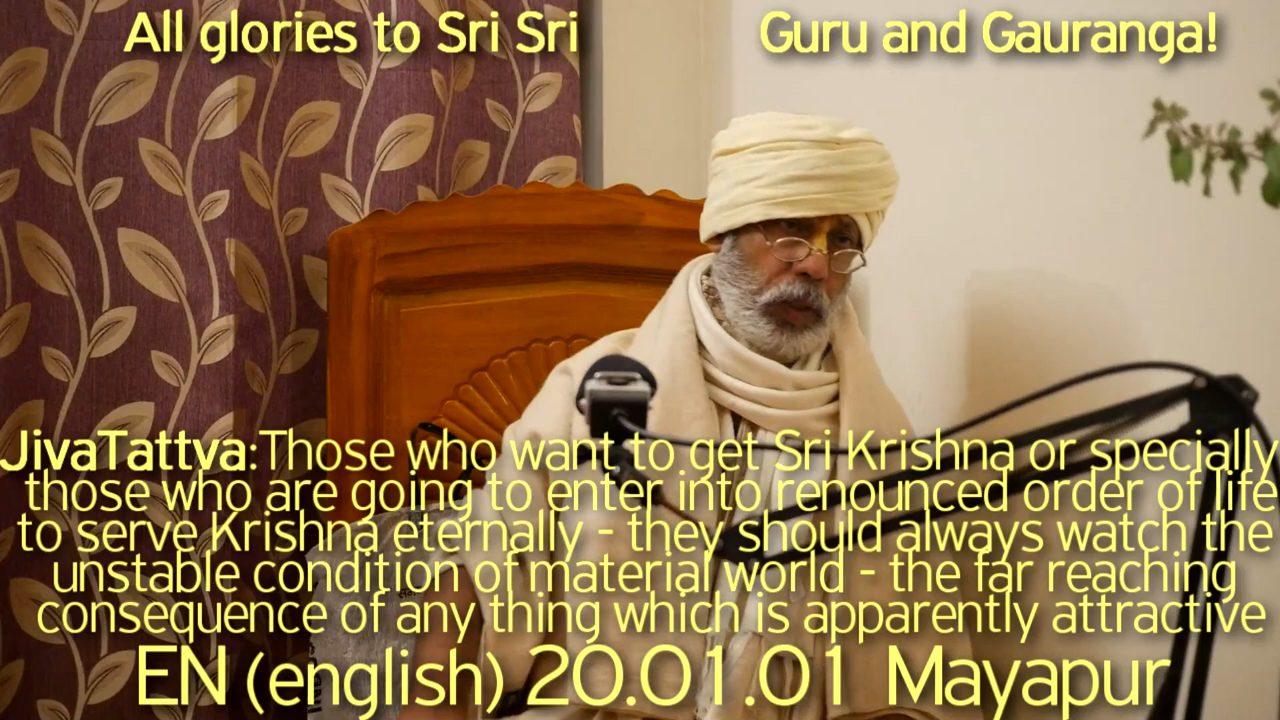 All glories to Sri Sri Guru and Gauranga!
JivaTattva:Those who want to get Sri Krishna or specially
those who are going to enter into renounced order of life
to serve Krishna eternally - they should always watch the
unstable condition of material world - the far reaching
consequence of any thing which is apparently attractive
EN (english) 20.01.01 Mayapur